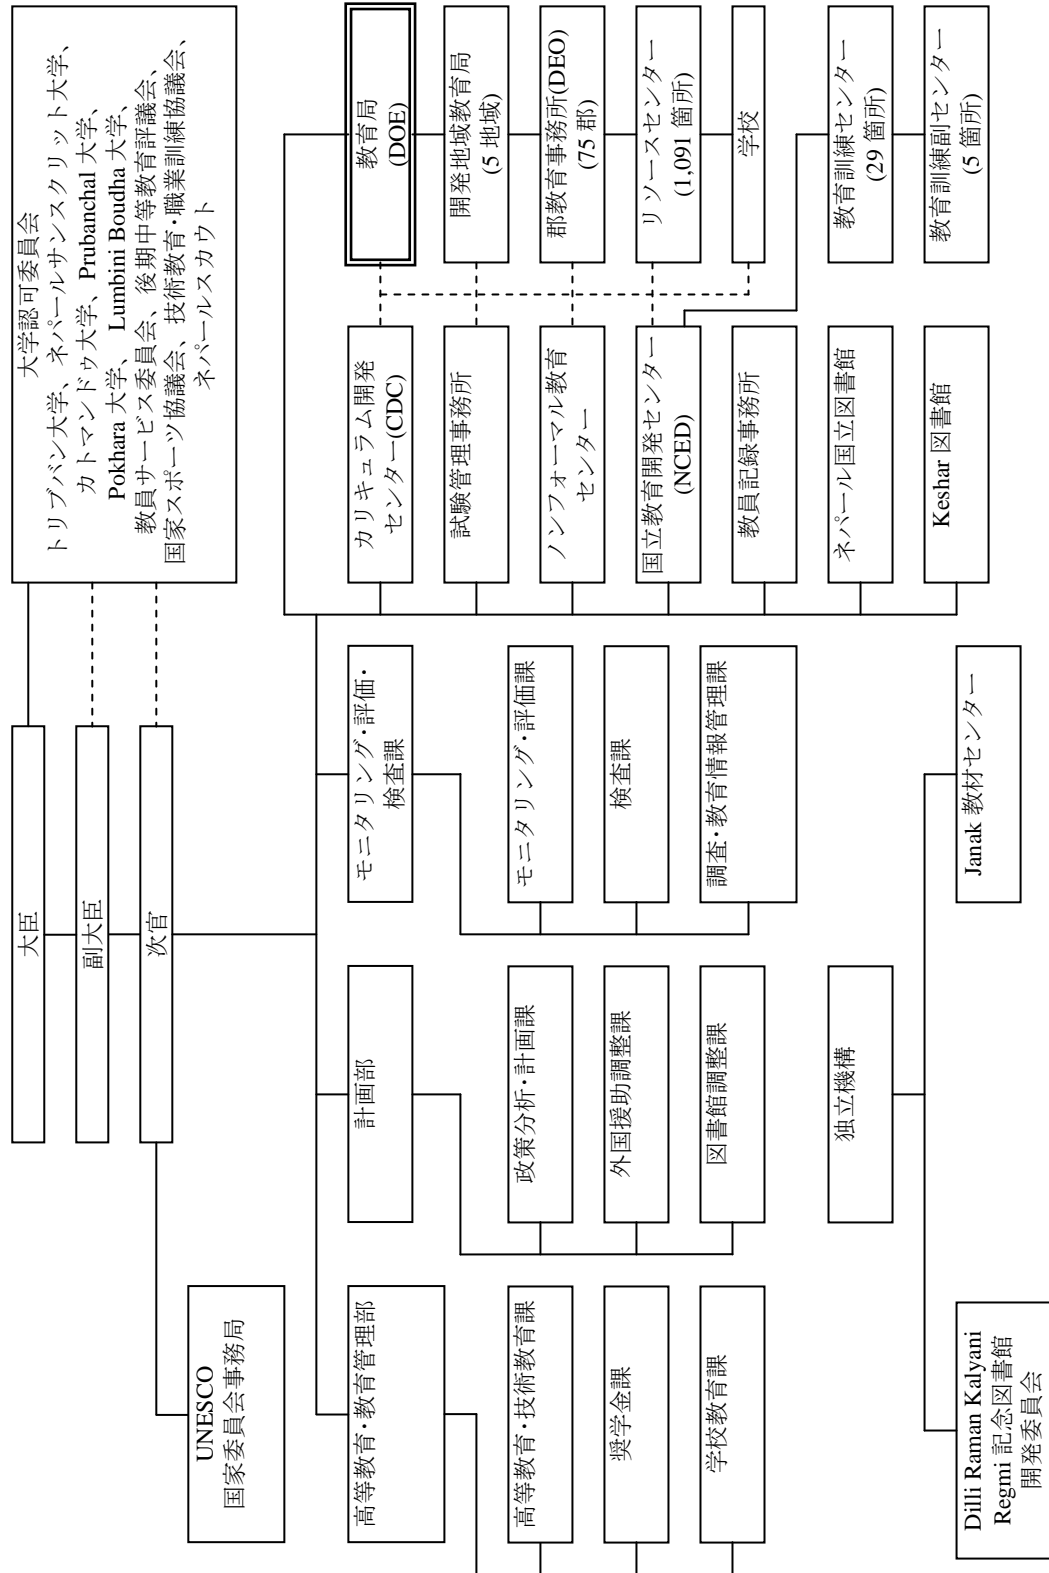 大臣
副大臣
次官
大学認可委員会
トリブバン大学、ネパールサンスクリット大学、
カトマンドゥ大学、Prubanchal 大学、
Pokhara 大学、 Lumbini Boudha 大学、
教員サービス委員会、後期中等教育評議会、
国家スポーツ協議会、技術教育・職業訓練協議会、
ネパールスカウト
UNESCO
国家委員会事務局
高等教育・教育管理部
高等教育・技術教育課
奨学金課
学校教育課
計画部
政策分析・計画課
外国援助調整課
図書館調整課
モニタリング・評価・
検査課
モニタリング・評価課
検査課
調査・教育情報管理課
カリキュラム開発
センター(CDC)
試験管理事務所
ノンフォーマル教育
センター
国立教育開発センター
(NCED)
教員記録事務所
ネパール国立図書館
Keshar 図書館
教育局
(DOE)
開発地域教育局
(5 地域)
郡教育事務所(DEO)
(75 郡)
リソースセンター
(1,091 箇所)
学校
教育訓練センター
(29 箇所)
教育訓練副センター
(5 箇所)
独立機構
Dilli Raman Kalyani
Regmi 記念図書館
開発委員会
Janak 教材センター